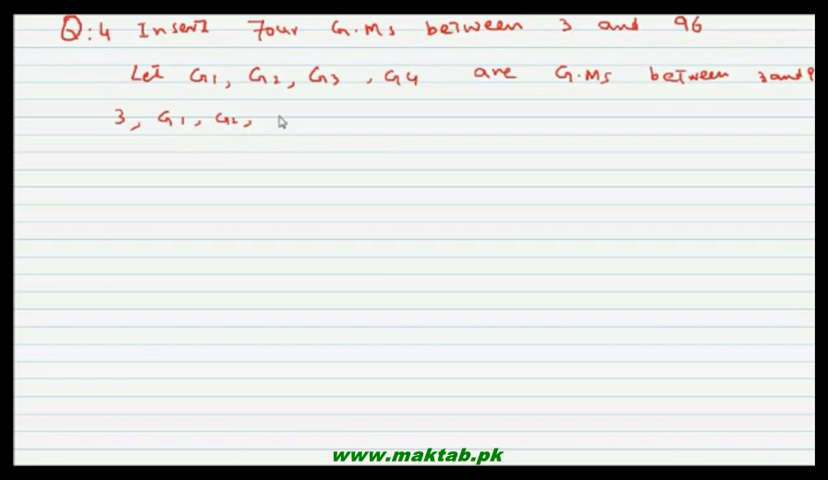 Q:4 Insert Four G.Ms between 3 and 96
Let G1, G2, G3, G4 are G.Ms between 3 and 9
3, G1, G2,
www.maktab.pk